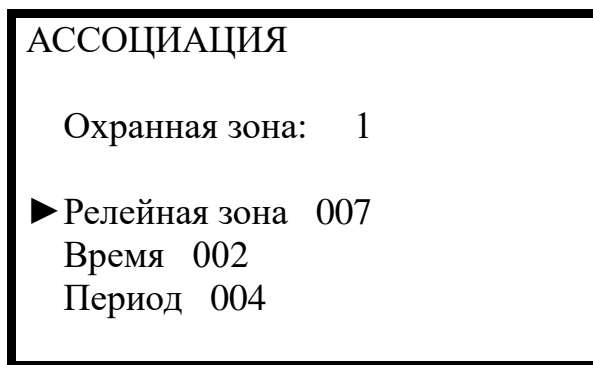 АССОЦИАЦИЯ
Охранная зона: 1
►Релейная зона 007
Время 002
Период 004